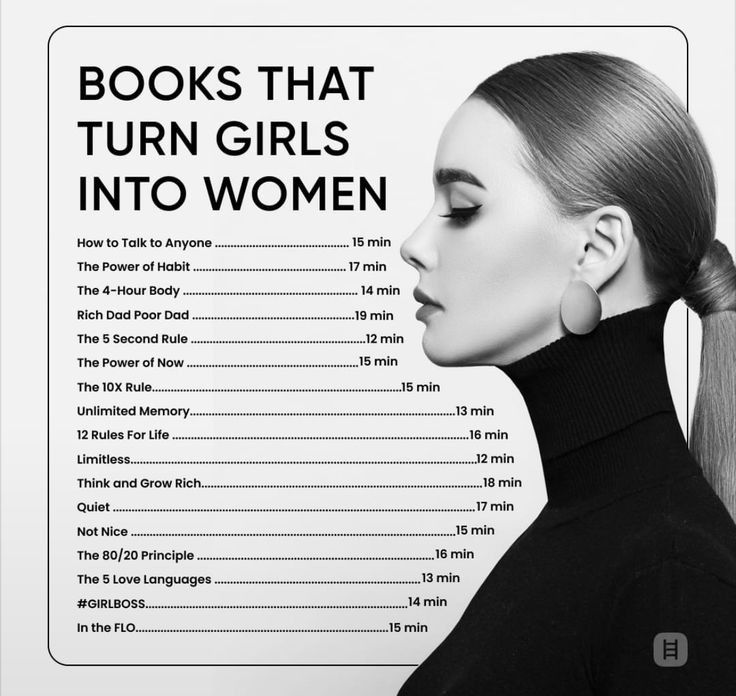 BOOKS THAT
TURN GIRLS
INTO WOMEN
How to Talk to Anyone ........................................ 15 min
The Power of Habit ............................................. 17 min
The 4-Hour Body .................................................... 14 min
Rich Dad Poor Dad ................................................19 min
The 5 Second Rule ....................................................12 min
The Power of Now ...................................................15 min
The 10X Rule..........................................................................15 min
Unlimited Memory...............................................................................13 min
12 Rules For Life .........................................................................................16 min
Limitless.......................................................................................................12 min
Think and Grow Rich....................................................................................18 min
Quiet ............................................................................................................17 min
Not Nice .................................................................................................15 min
The 80/20 Principle .......................................................................16 min
The 5 Love Languages .............................................................13 min
#GIRLBOSS..............................................................................14 min
In the FLO...........................................................................15 min